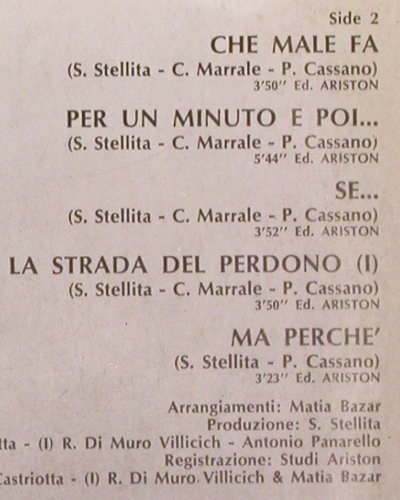 Side 2
CHE MALE FA
(S. Stellita - C. Marrale - P. Cassano)
3'50'' Ed. ARISTON
PER UN MINUTO E POI...
(S. Stellita - C. Marrale - P. Cassano)
5'44'' Ed. ARISTON
SE...
(S. Stellita - C. Marrale - P. Cassano)
3'52'' Ed. ARISTON
LA STRADA DEL PERDONO (I)
(S. Stellita - C. Marrale - P. Cassano)
3'50'' Ed. ARISTON
MA PERCHE'
(S. Stellita - P. Cassano)
3'23'' Ed. ARISTON
Arrangiamenti: Matia Bazar
Produzione: S. Stellita
tta - (I) R. Di Muro Villicich - Antonio Panarello
Registrazione: Studi Ariston
Castriotta - (I) R. Di Muro Villicich & Matia Bazar